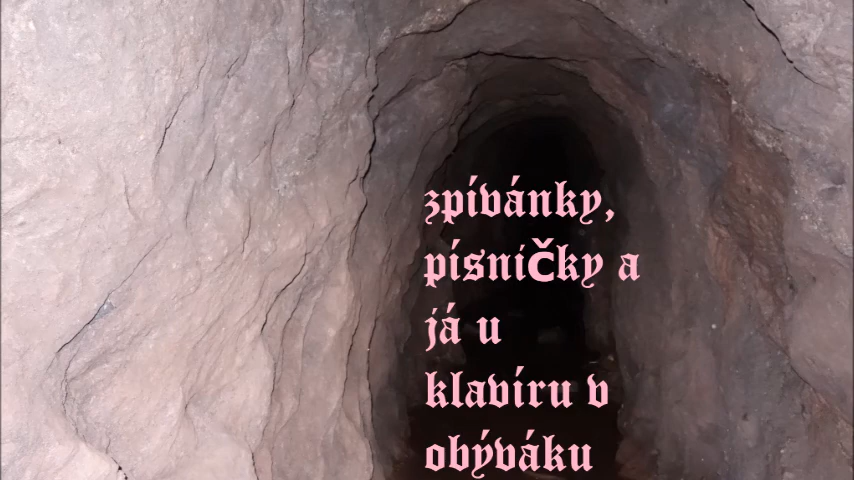 zpívánky,
písničky a
já u
klavíru v
obýváku